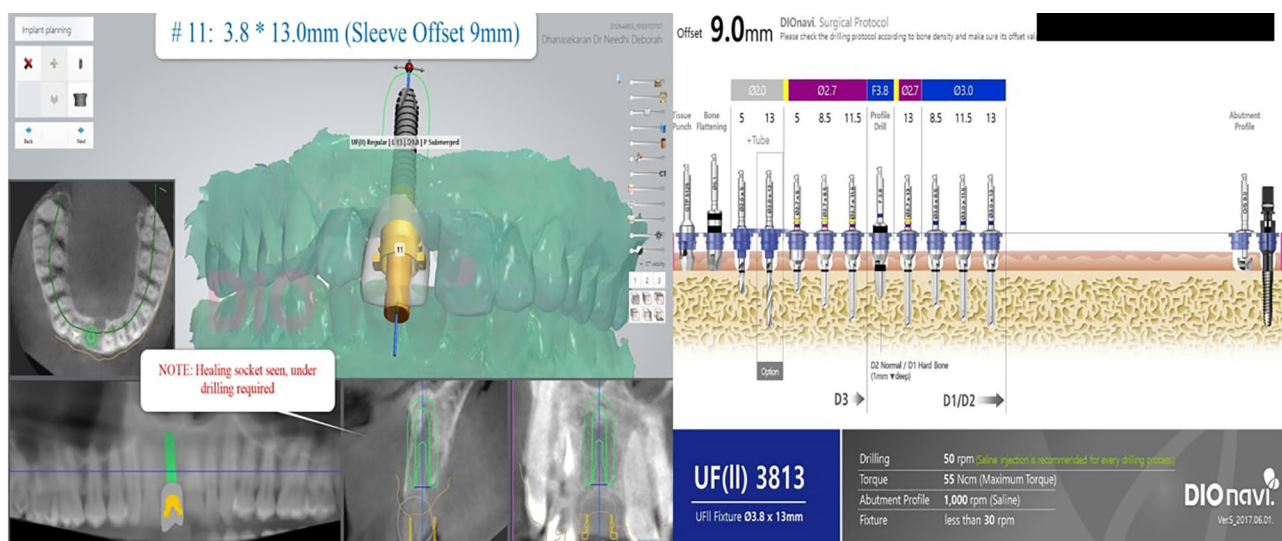 Implant planning
Back
Next
# 11: 3.8 * 13.0mm (Sleeve Offset 9mm)
Dhanasekaran Dr Needhi Deborah
UF(II) Regular [ L 13 ] [ D3.8 ] P Submerged
CT
11
1 2 3
DIO
NOTE: Healing socket seen, under
drilling required
Offset 9.0mm
DIOnavi. Surgical Protocol
Please check the drilling protocol according to bone density and make sure its offset
Ø2.0 Ø2.7 F3.8 Ø2.7 Ø3.0
Tissue Punch
Bone Flattening
5 13 5 8.5 11.5
Profile Drill
13 8.5 11.5 13
+Tube
Abutment Profile
Option
D2 Normal / D1 Hard Bone
(1mm ▼deep)
D3
D1/D2
UF(II) 3813
UFII Fixture Ø3.8 x 13mm
Drilling 50 rpm (Saline injection is recommended for every drilling process.)
Torque 55 Ncm (Maximum Torque)
Abutment Profile 1,000 rpm (Saline)
Fixture less than 30 rpm
DIOnavi.
Ver.5_2017.06.01.